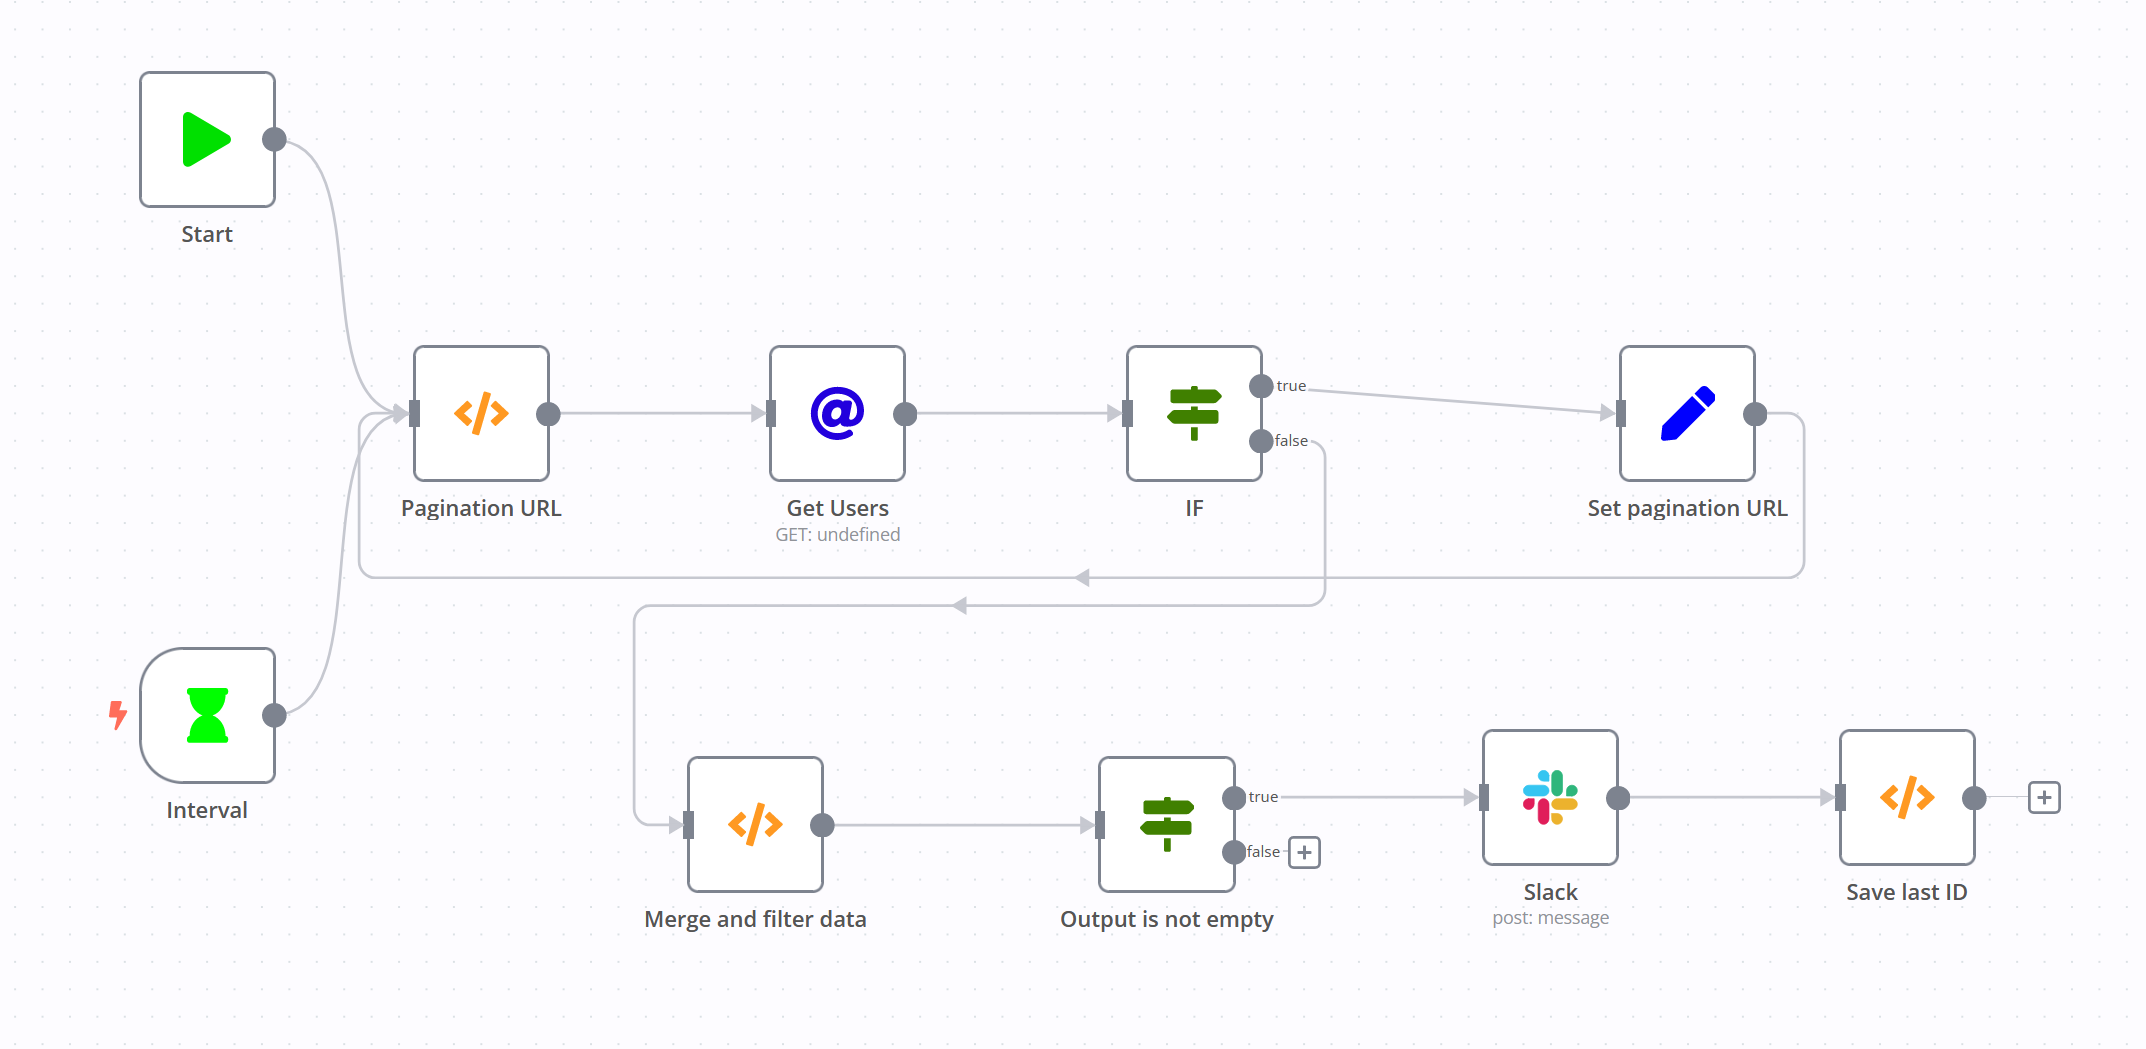 Start
true
false
Pagination URL
Get Users
GET: undefined
IF
Set pagination URL
Interval
true
false
Merge and filter data
Output is not empty
Slack
post: message
Save last ID